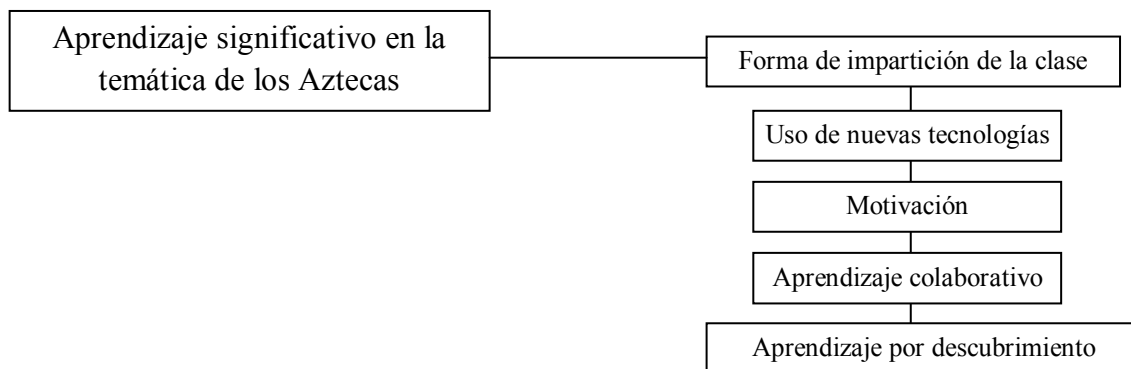 Aprendizaje significativo en la
temática de los Aztecas
Forma de impartición de la clase
Uso de nuevas tecnologías
Motivación
Aprendizaje colaborativo
Aprendizaje por descubrimiento